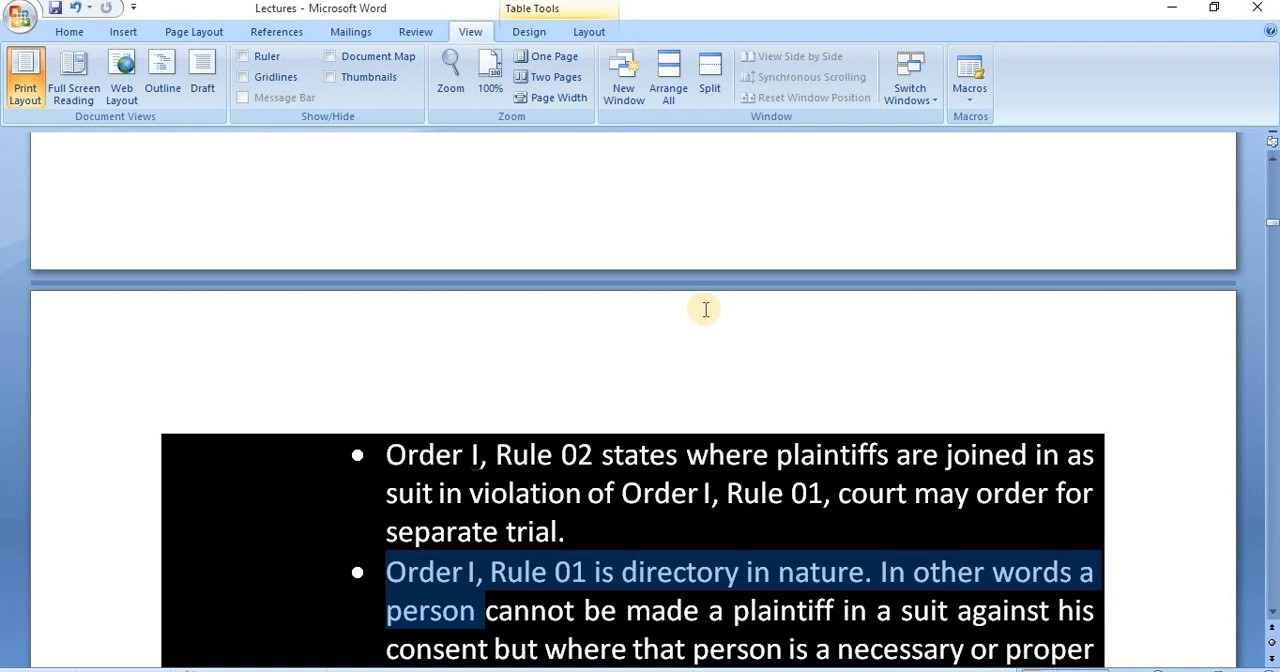 Lectures - Microsoft Word
Table Tools
Home Insert Page Layout References Mailings Review View Design Layout
Print Layout
Full Screen Reading
Web Layout
Outline
Draft
Document Views
Ruler
Gridlines
Message Bar
Document Map
Thumbnails
Show/Hide
Zoom
100%
One Page
Two Pages
Page Width
Zoom
New Window
Arrange All
Split
View Side by Side
Synchronous Scrolling
Reset Window Position
Switch Windows
Window
Macros
Macros
• Order I, Rule 02 states where plaintiffs are joined in as
suit in violation of Order I, Rule 01, court may order for
separate trial.
• Order I, Rule 01 is directory in nature. In other words a
person cannot be made a plaintiff in a suit against his
consent but where that person is a necessary or proper